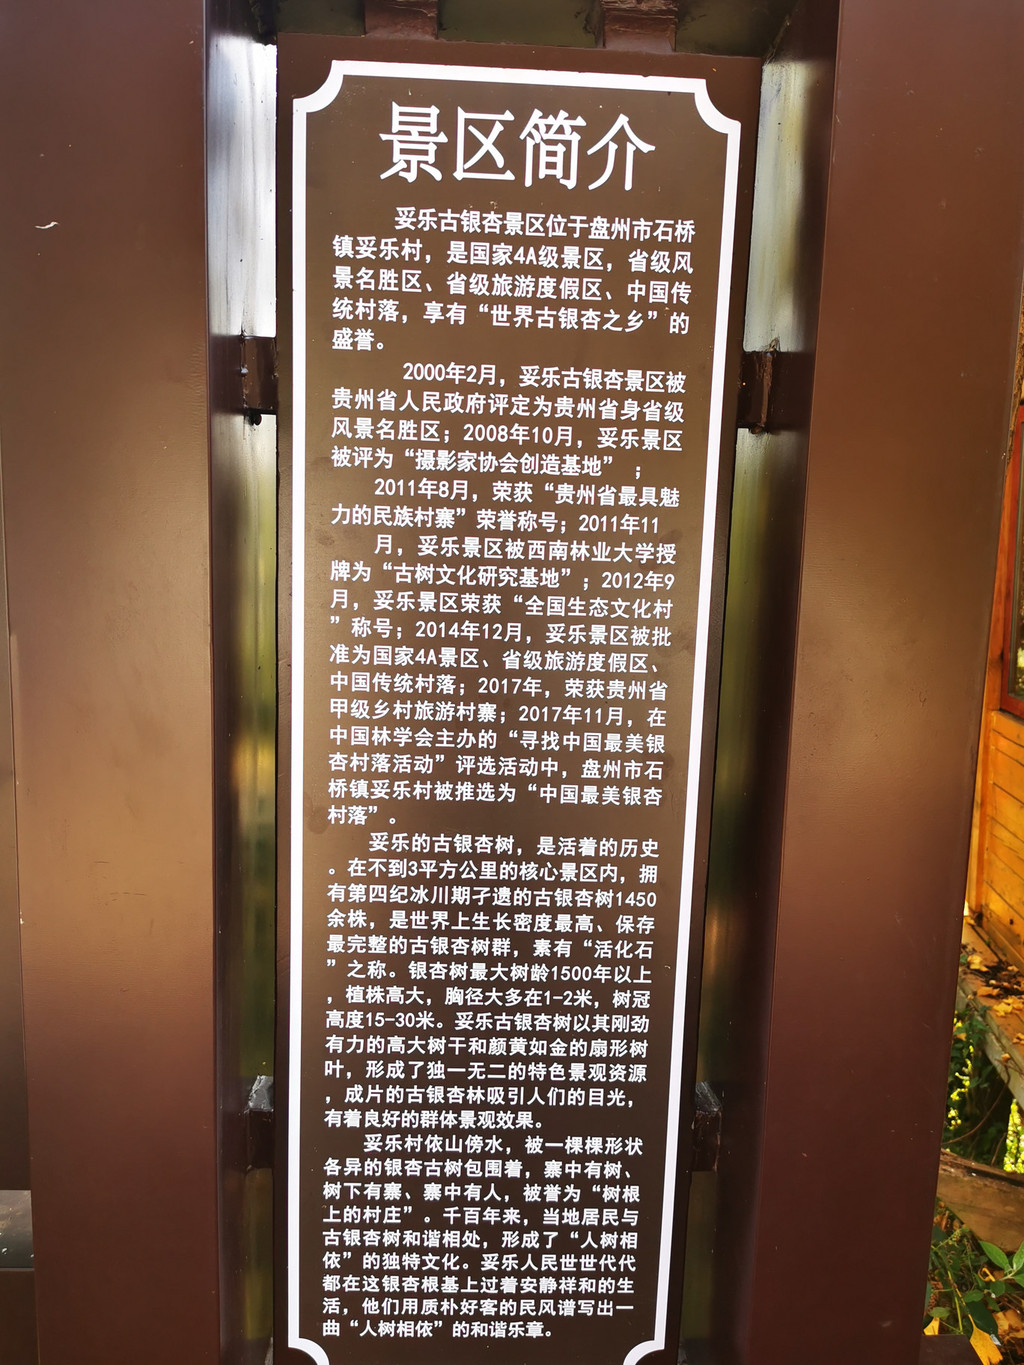 景区简介
妥乐古银杏景区位于盘州市石桥
镇妥乐村，是国家4A级景区，省级风
景名胜区、省级旅游度假区、中国传
统村落，享有“世界古银杏之乡”的
盛誉。
2000年2月，妥乐古银杏景区被
贵州省人民政府评定为贵州省身省级
风景名胜区；2008年10月，妥乐景区
被评为“摄影家协会创造基地” ；
2011年8月，荣获“贵州省最具魅
力的民族村寨”荣誉称号；2011年11
月，妥乐景区被西南林业大学授
牌为“古树文化研究基地”；2012年9
月，妥乐景区荣获“全国生态文化村
”称号；2014年12月，妥乐景区被批
准为国家4A景区、省级旅游度假区、
中国传统村落；2017年，荣获贵州省
甲级乡村旅游村寨；2017年11月，在
中国林学会主办的“寻找中国最美银
杏村落活动”评选活动中，盘州市石
桥镇妥乐村被推选为“中国最美银杏
村落”。
妥乐的古银杏树，是活着的历史
。在不到3平方公里的核心景区内，拥
有第四纪冰川期孑遗的古银杏树1450
余株，是世界上生长密度最高、保存
最完整的古银杏树群，素有“活化石
”之称。银杏树最大树龄1500年以上
，植株高大，胸径大多在1-2米，树冠
高度15-30米。妥乐古银杏树以其刚劲
有力的高大树干和颜黄如金的扇形树
叶，形成了独一无二的特色景观资源
，成片的古银杏林吸引人们的目光，
有着良好的群体景观效果。
妥乐村依山傍水，被一棵棵形状
各异的银杏古树包围着，寨中有树、
树下有寨、寨中有人，被誉为“树根
上的村庄”。千百年来，当地居民与
古银杏树和谐相处，形成了“人树相
依”的独特文化。妥乐人民世世代代
都在这银杏根基上过着安静祥和的生
活，他们用质朴好客的民风谱写出一
曲“人树相依”的和谐乐章。